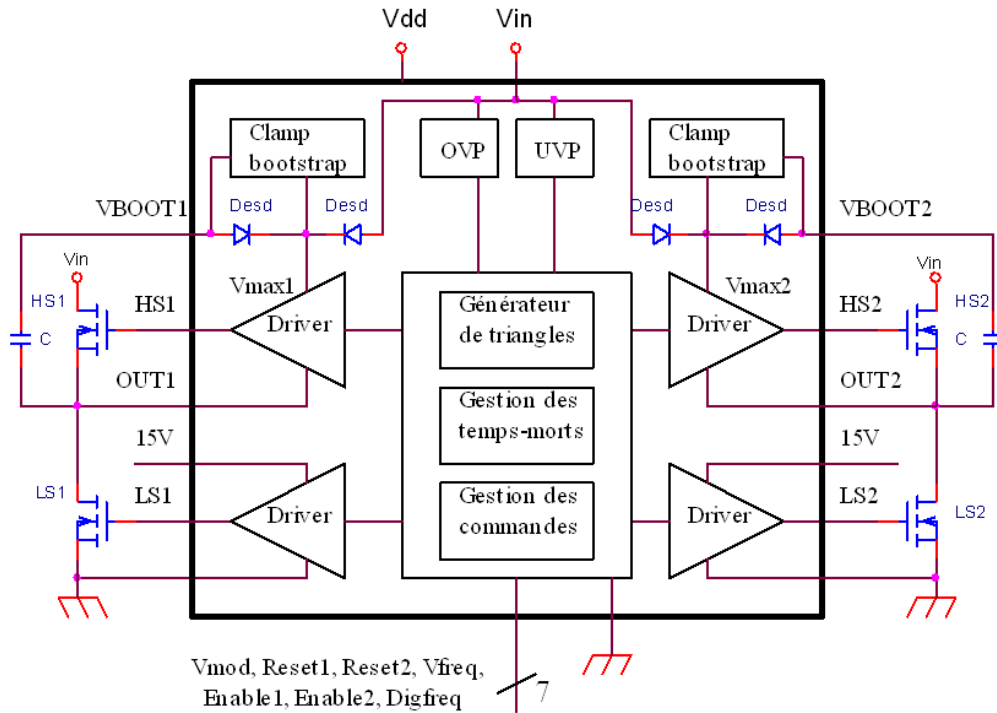 Vdd
Vin
Clamp
bootstrap
OVP
UVP
Clamp
bootstrap
VBOOT1
Desd
Desd
Desd
Desd
VBOOT2
Vin
Vmax1
Vmax2
Vin
HS1
HS1
Driver
Générateur
de triangles
Driver
HS2
HS2
C
C
OUT1
OUT2
Gestion des
temps-morts
15V
15V
LS1
LS1
Driver
Gestion des
commandes
Driver
LS2
LS2
Vmod, Reset1, Reset2, Vfreq,
Enable1, Enable2, Digfreq
7